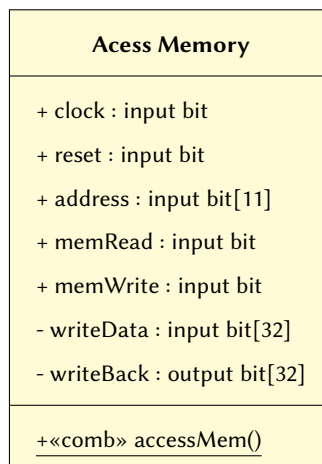 Acess Memory
+ clock : input bit
+ reset : input bit
+ address : input bit[11]
+ memRead : input bit
+ memWrite : input bit
- writeData : input bit[32]
- writeBack : output bit[32]
+«comb» accessMem()